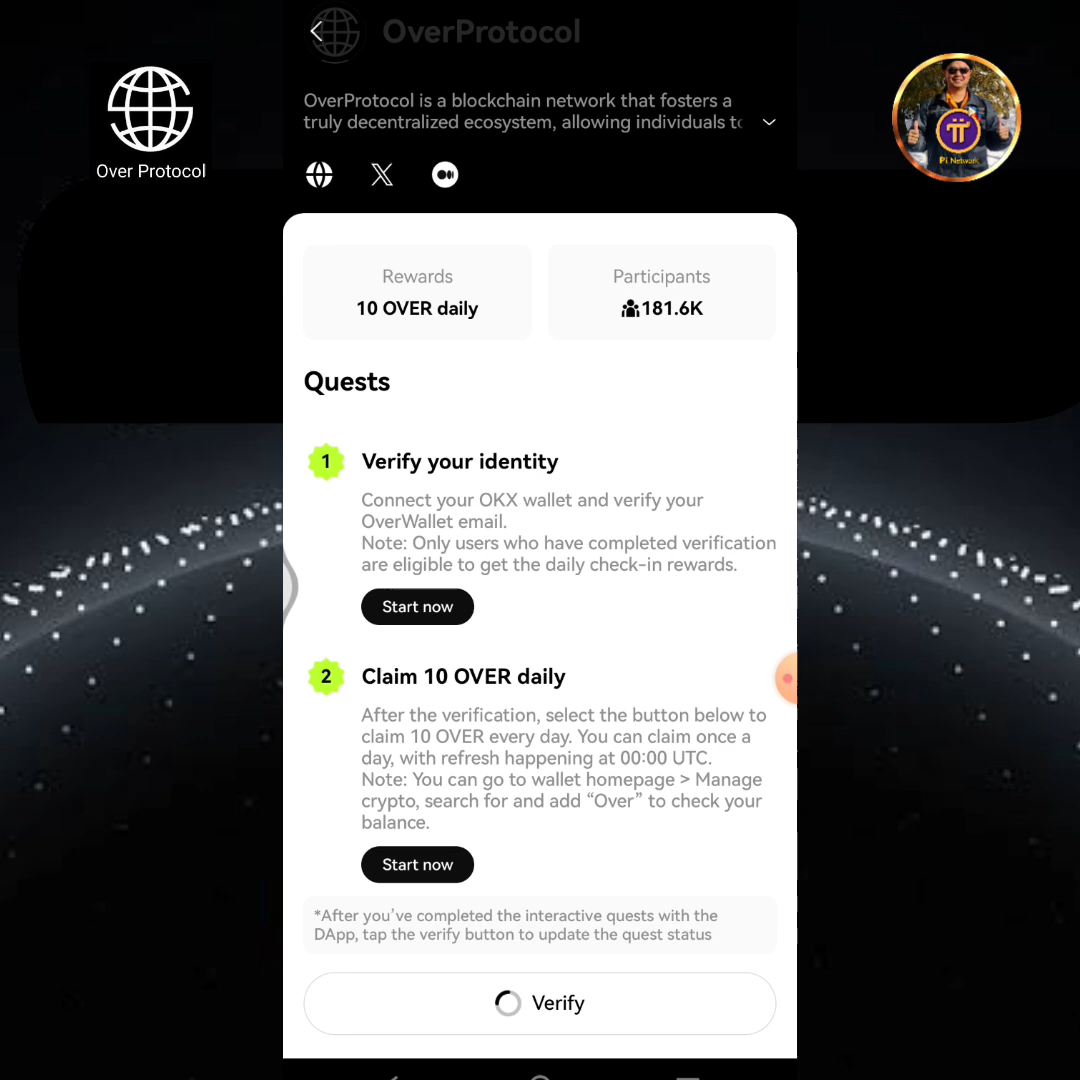 OverProtocol
Over Protocol
OverProtocol is a blockchain network that fosters a
truly decentralized ecosystem, allowing individuals to
Pi Network
Rewards
10 OVER daily
Participants
181.6K
Quests
1 Verify your identity
Connect your OKX wallet and verify your
OverWallet email.
Note: Only users who have completed verification
are eligible to get the daily check-in rewards.
Start now
2 Claim 10 OVER daily
After the verification, select the button below to
claim 10 OVER every day. You can claim once a
day, with refresh happening at 00:00 UTC.
Note: You can go to wallet homepage > Manage
crypto, search for and add “Over” to check your
balance.
Start now
*After you’ve completed the interactive quests with the
DApp, tap the verify button to update the quest status
Verify